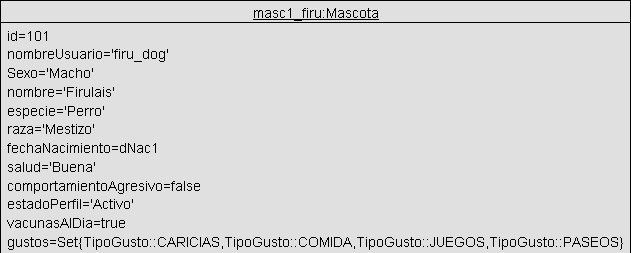 masc1_firu:Mascota
id=101
nombreUsuario='firu_dog'
Sexo='Macho'
nombre='Firulais'
especie='Perro'
raza='Mestizo'
fechaNacimiento=dNac1
salud='Buena'
comportamientoAgresivo=false
estadoPerfil='Activo'
vacunasAlDia=true
gustos=Set{TipoGusto::CARICIAS,TipoGusto::COMIDA,TipoGusto::JUEGOS,TipoGusto::PASEOS}